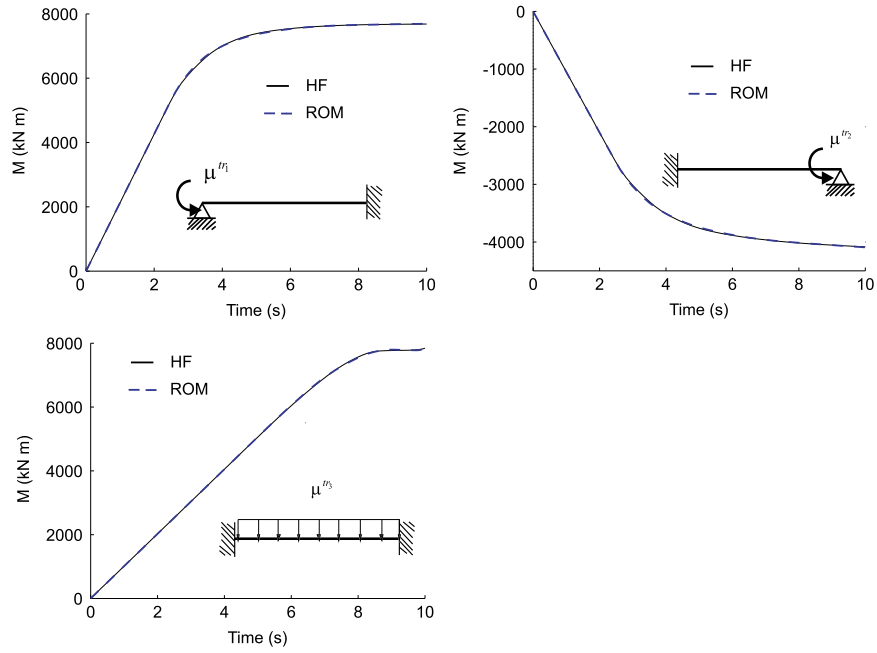 8000
6000
4000
2000
0
M (kN m)
HF
ROM
μ^tr1
0 2 4 6 8 10
Time (s)
0
-1000
-2000
-3000
-4000
M (kN m)
HF
ROM
μ^tr2
0 2 4 6 8 10
Time (s)
8000
6000
4000
2000
0
M (kN m)
HF
ROM
μ^tr3
0 2 4 6 8 10
Time (s)